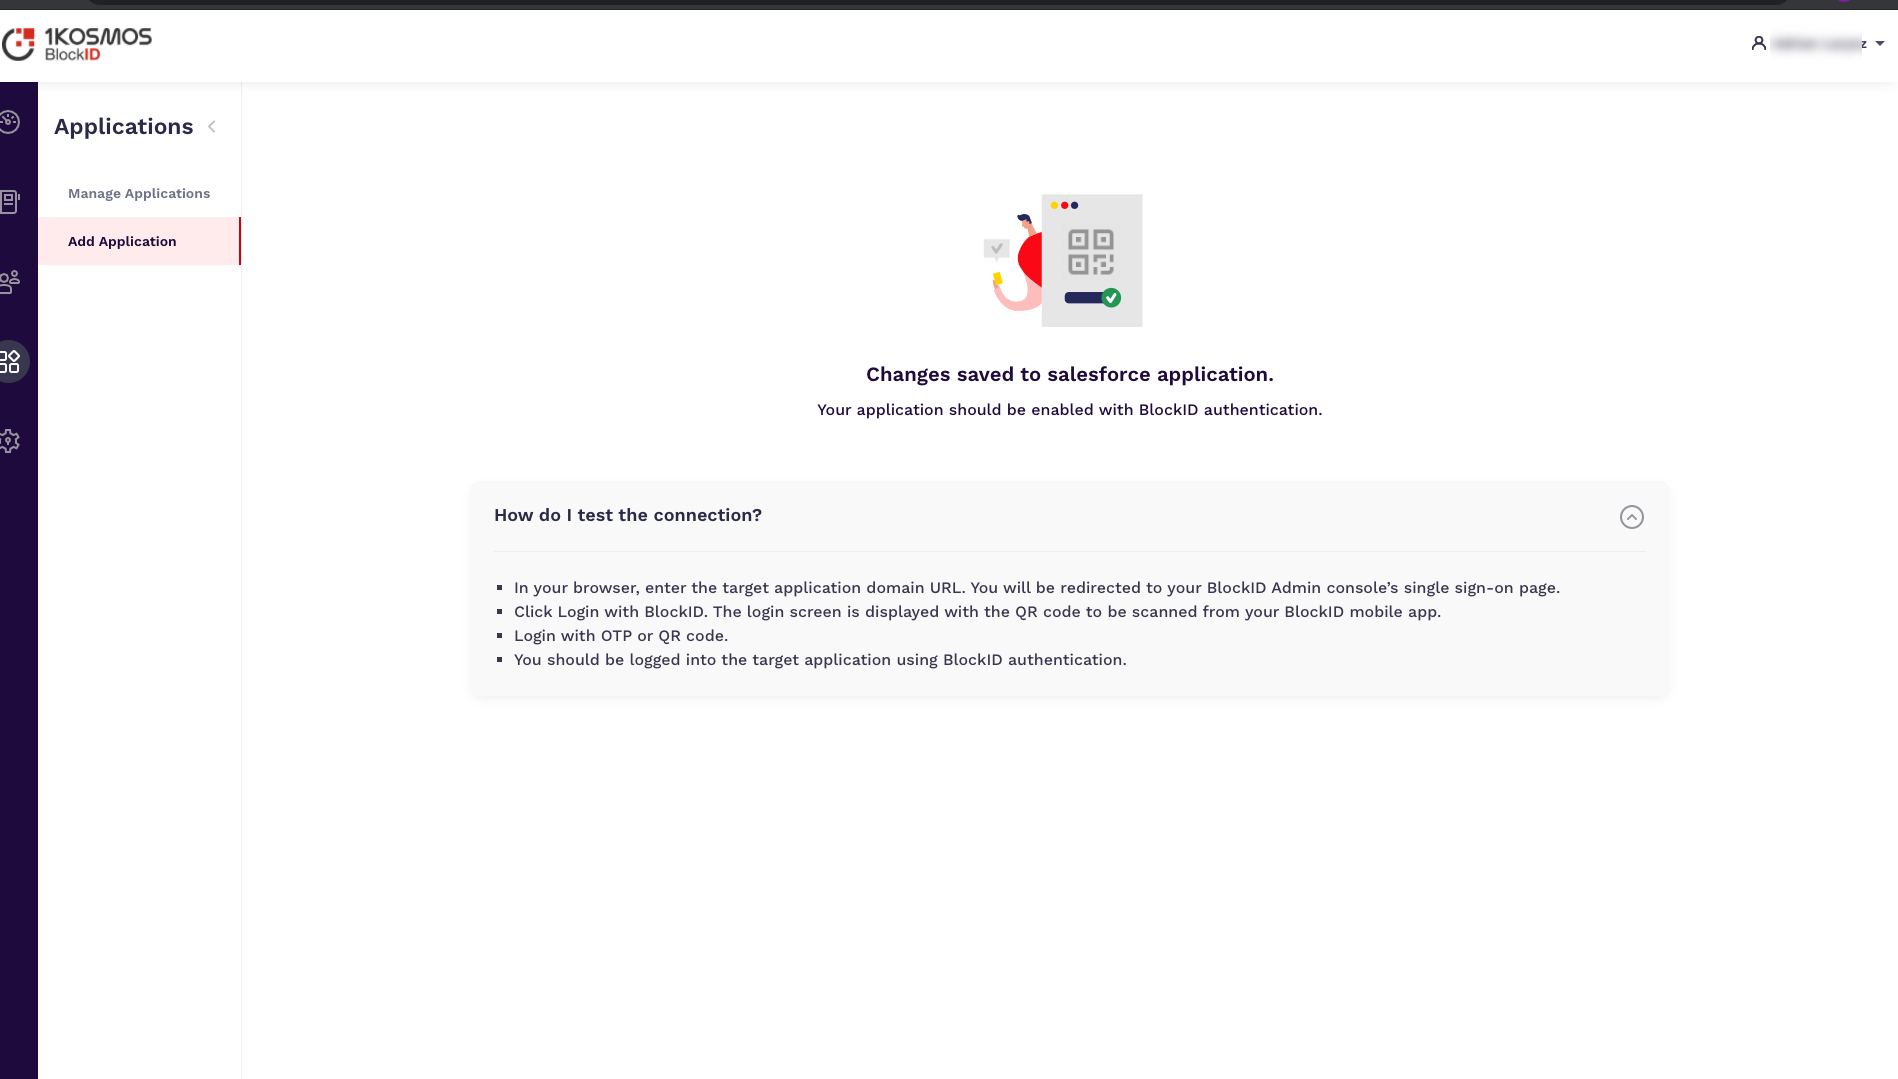 1KOSMOS
BlockID
Applications
Manage Applications
Add Application
Changes saved to salesforce application.
Your application should be enabled with BlockID authentication.
How do I test the connection?
▪ In your browser, enter the target application domain URL. You will be redirected to your BlockID Admin console’s single sign-on page.
▪ Click Login with BlockID. The login screen is displayed with the QR code to be scanned from your BlockID mobile app.
▪ Login with OTP or QR code.
▪ You should be logged into the target application using BlockID authentication.